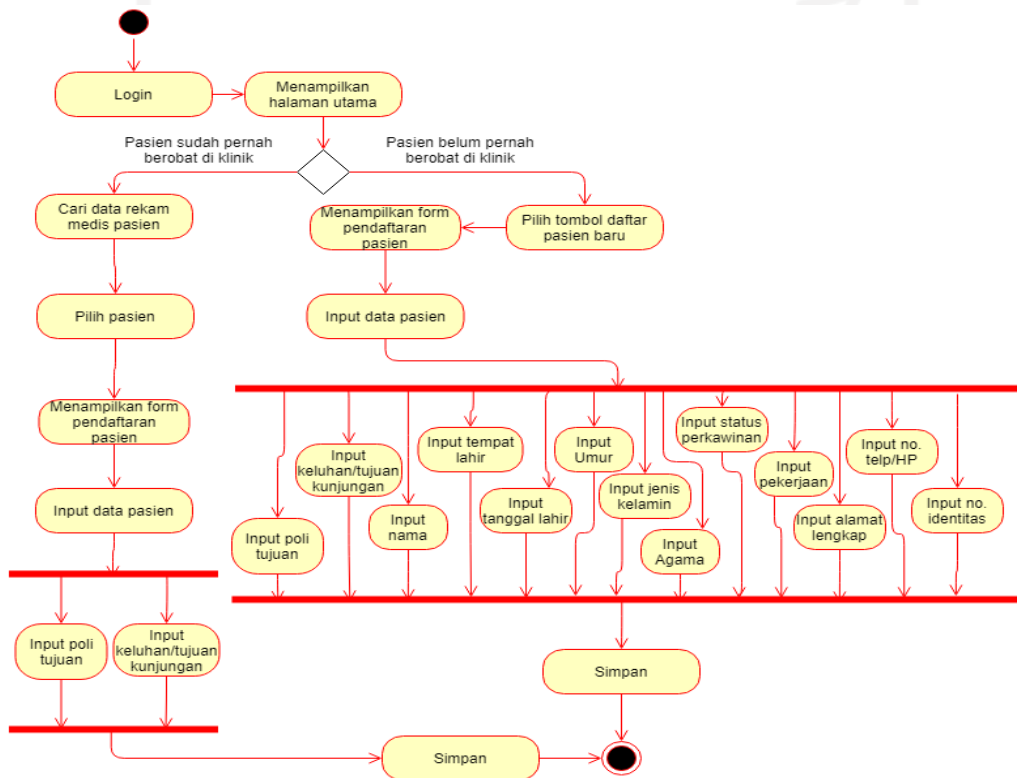 Login
Menampilkan
halaman utama
Pasien sudah pernah
berobat di klinik
Pasien belum pernah
berobat di klinik
Cari data rekam
medis pasien
Menampilkan form
pendaftaran
pasien
Pilih tombol daftar
pasien baru
Pilih pasien
Input data pasien
Menampilkan form
pendaftaran
pasien
Input data pasien
Input poli
tujuan
Input
keluhan/tujuan
kunjungan
Input
nama
Input tempat
lahir
Input
tanggal lahir
Input
Umur
Input jenis
kelamin
Input
Agama
Input status
perkawinan
Input
pekerjaan
Input alamat
lengkap
Input no.
telp/HP
Input no.
identitas
Input poli
tujuan
Input
keluhan/tujuan
kunjungan
Simpan
Simpan